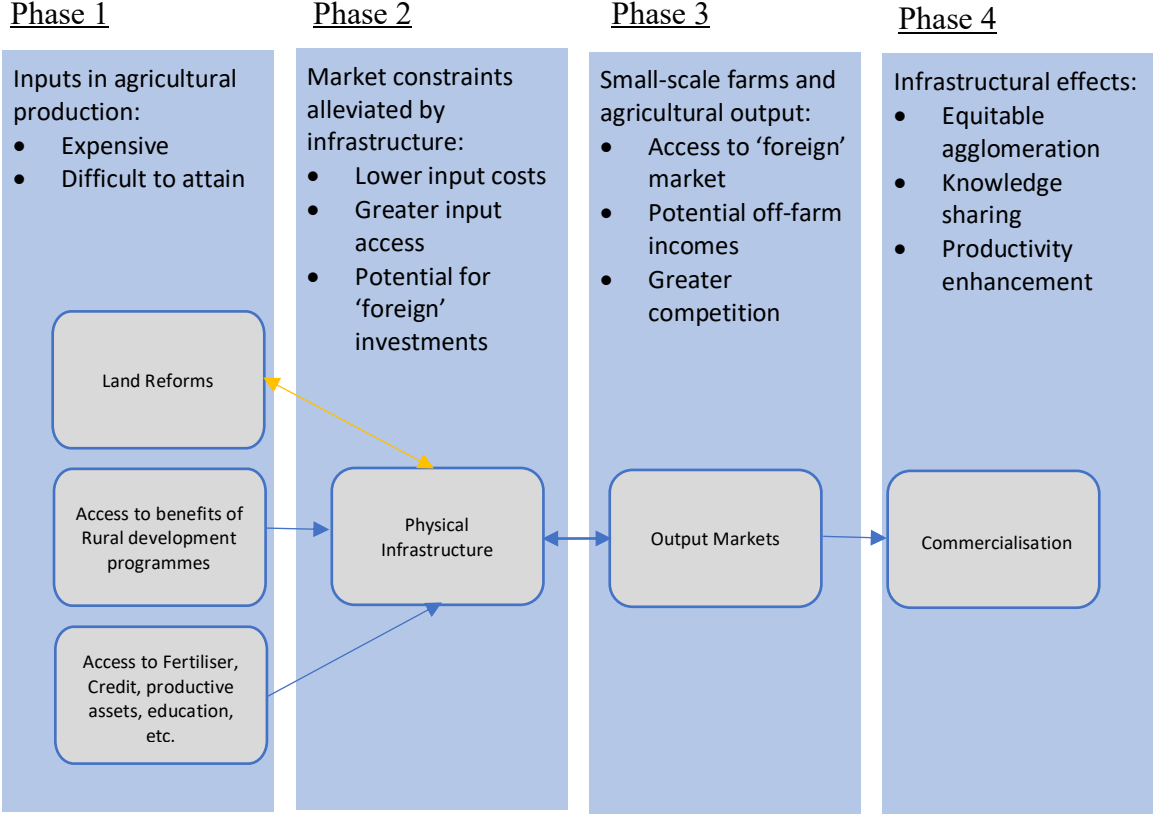 Phase 1
Phase 2
Phase 3
Phase 4
Inputs in agricultural
production:
• Expensive
• Difficult to attain
Market constraints
alleviated by
infrastructure:
• Lower input costs
• Greater input
access
• Potential for
‘foreign’
investments
Small-scale farms and
agricultural output:
• Access to ‘foreign’
market
• Potential off-farm
incomes
• Greater
competition
Infrastructural effects:
• Equitable
agglomeration
• Knowledge
sharing
• Productivity
enhancement
Land Reforms
Access to benefits of
Rural development
programmes
Access to Fertiliser,
Credit, productive
assets, education,
etc.
Physical
Infrastructure
Output Markets
Commercialisation